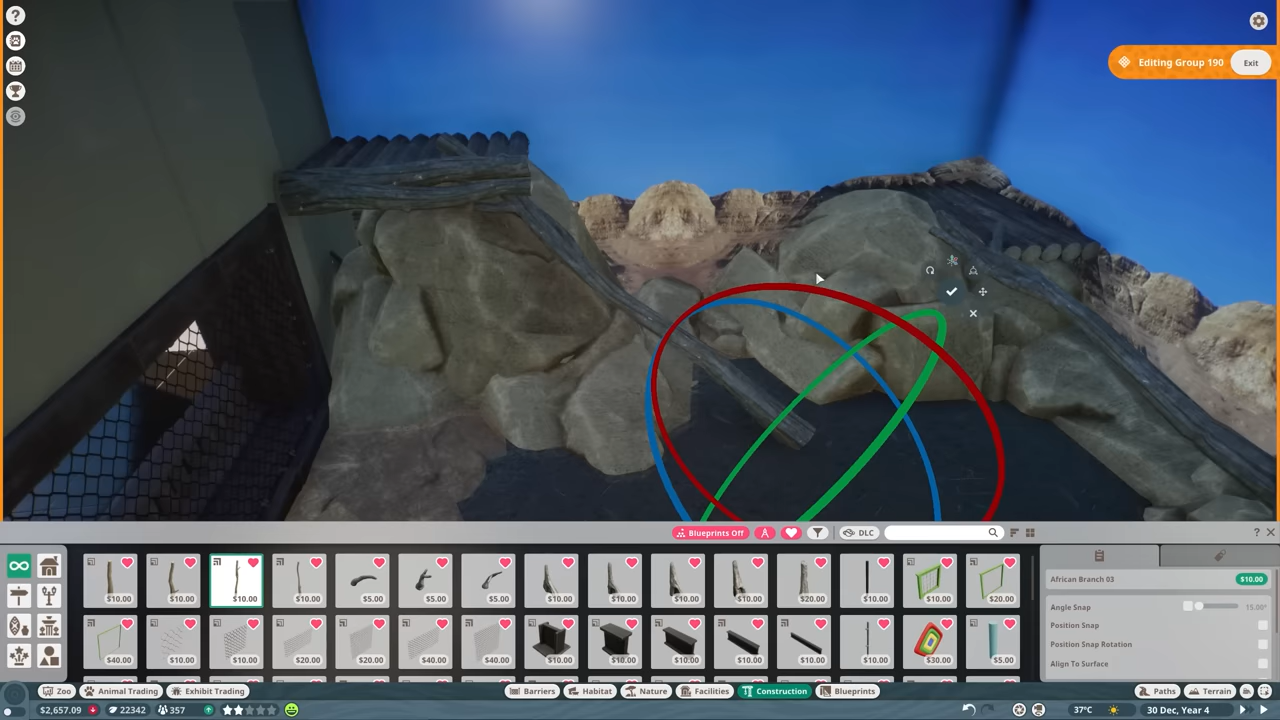 Editing Group 190
Exit
Blueprints Off
DLC
$10.00
$10.00
$10.00
$10.00
$5.00
$5.00
$5.00
$10.00
$10.00
$10.00
$20.00
$20.00
$10.00
$10.00
$20.00
$40.00
$10.00
$10.00
$20.00
$20.00
$40.00
$40.00
$10.00
$10.00
$10.00
$10.00
$10.00
$10.00
$30.00
$5.00
African Branch 03
$10.00
Angle Snap
15.00°
Position Snap
Position Snap Rotation
Align To Surface
Zoo
Animal Trading
Exhibit Trading
Barriers
Habitat
Nature
Facilities
Construction
Blueprints
Paths
Terrain
$2,657.09
22342
357
37°C
30 Dec, Year 4